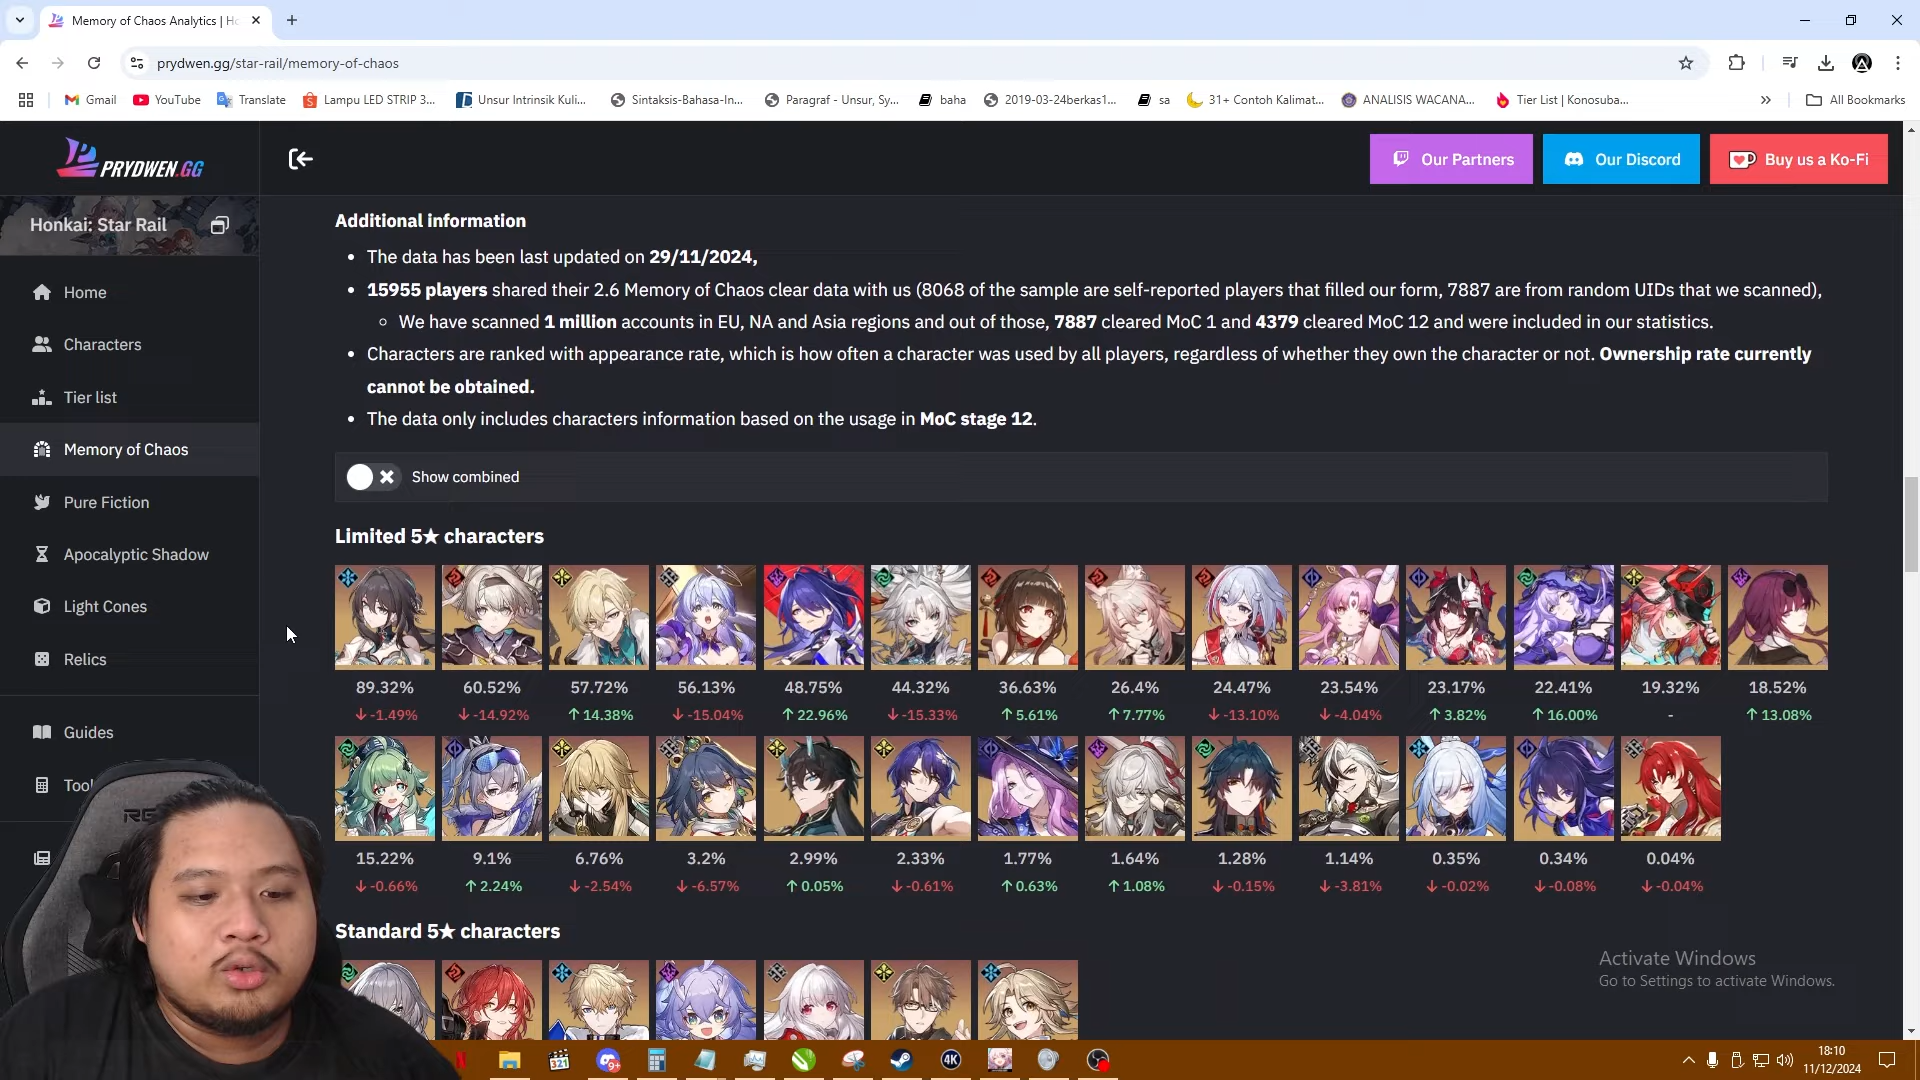 Memory of Chaos Analytics | Ho
prydwen.gg/star-rail/memory-of-chaos
Gmail
YouTube
Translate
Lampu LED STRIP 3...
Unsur Intrinsik Kuli...
Sintaksis-Bahasa-In...
Paragraf - Unsur, Sy...
baha
2019-03-24berkas1...
sa
31+ Contoh Kalimat...
ANALISIS WACANA...
Tier List | Konosuba...
All Bookmarks
PRYDWEN.GG
Our Partners
Our Discord
Buy us a Ko-Fi
Honkai: Star Rail
Home
Characters
Tier list
Memory of Chaos
Pure Fiction
Apocalyptic Shadow
Light Cones
Relics
Guides
Additional information
The data has been last updated on 29/11/2024,
15955 players shared their 2.6 Memory of Chaos clear data with us (8068 of the sample are self-reported players that filled our form, 7887 are from random UIDs that we scanned),
We have scanned 1 million accounts in EU, NA and Asia regions and out of those, 7887 cleared MoC 1 and 4379 cleared MoC 12 and were included in our statistics.
Characters are ranked with appearance rate, which is how often a character was used by all players, regardless of whether they own the character or not. Ownership rate currently
cannot be obtained.
The data only includes characters information based on the usage in MoC stage 12.
Show combined
Limited 5★ characters
89.32% 60.52% 57.72% 56.13% 48.75% 44.32% 36.63% 26.4% 24.47% 23.54% 23.17% 22.41% 19.32% 18.52%
↓ -1.49% ↓ -14.92% ↑ 14.38% ↓ -15.04% ↑ 22.96% ↓ -15.33% ↑ 5.61% ↑ 7.77% ↓ -13.10% ↓ -4.04% ↑ 3.82% ↑ 16.00% - ↑ 13.08%
15.22% 9.1% 6.76% 3.2% 2.99% 2.33% 1.77% 1.64% 1.28% 1.14% 0.35% 0.34% 0.04%
↓ -0.66% ↑ 2.24% ↓ -2.54% ↓ -6.57% ↑ 0.05% ↓ -0.61% ↑ 0.63% ↑ 1.08% ↓ -0.15% ↓ -3.81% ↓ -0.02% ↓ -0.08% ↓ -0.04%
Standard 5★ characters
Activate Windows
Go to Settings to activate Windows.
321
9+
4K
18:10
11/12/2024